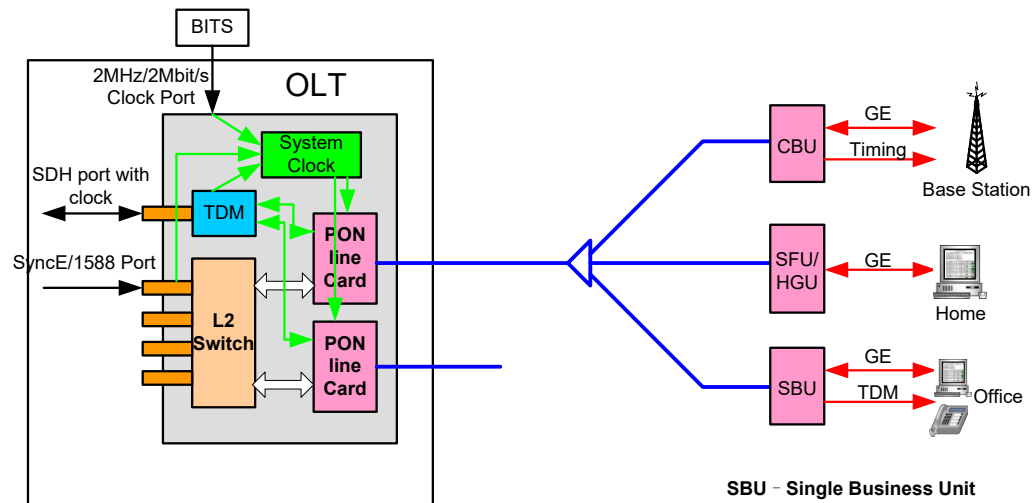 BITS
2MHz/2Mbit/s
Clock Port
OLT
System
Clock
SDH port with
clock
TDM
SyncE/1588 Port
L2
Switch
PON
line
Card
PON
line
Card
CBU
GE
Timing
Base Station
SFU/
HGU
GE
Home
SBU
GE
TDM
Office
SBU – Single Business Unit